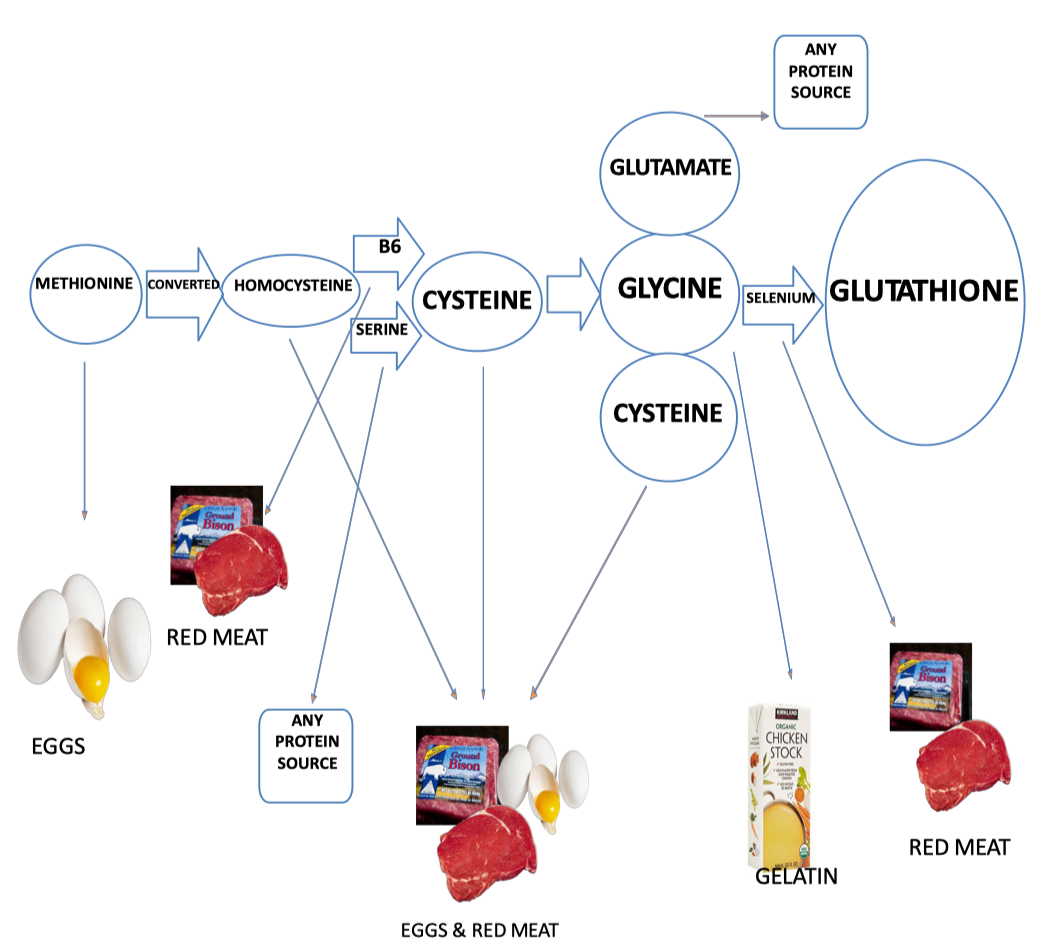 ANY
PROTEIN
SOURCE
GLUTAMATE
METHIONINE
CONVERTED
HOMOCYSTEINE
B6
SERINE
CYSTEINE
GLYCINE
SELENIUM
GLUTATHIONE
CYSTEINE
Ground
Bison
RED MEAT
EGGS
ANY
PROTEIN
SOURCE
Ground
Bison
EGGS & RED MEAT
KIRKLAND
ORGANIC
CHICKEN
STOCK
GELATIN
Ground
Bison
RED MEAT